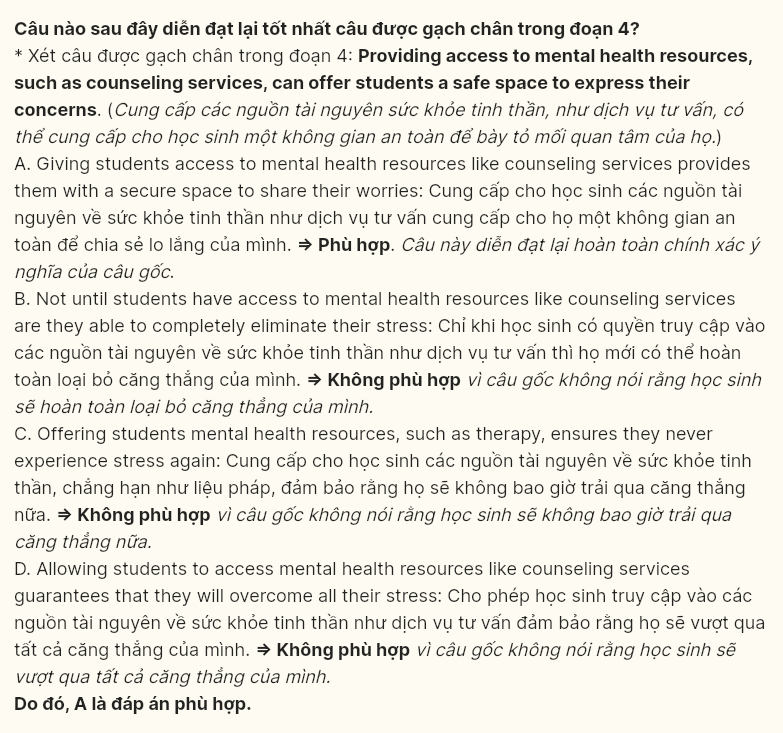 Câu nào sau đây diễn đạt lại tốt nhất câu được gạch chân trong đoạn 4?
* Xét câu được gạch chân trong đoạn 4: Providing access to mental health resources,
such as counseling services, can offer students a safe space to express their
concerns. (Cung cấp các nguồn tài nguyên sức khỏe tinh thần, như dịch vụ tư vấn, có
thể cung cấp cho học sinh một không gian an toàn để bày tỏ mối quan tâm của họ.)
A. Giving students access to mental health resources like counseling services provides
them with a secure space to share their worries: Cung cấp cho học sinh các nguồn tài
nguyên về sức khỏe tinh thần như dịch vụ tư vấn cung cấp cho họ một không gian an
toàn để chia sẻ lo lắng của mình. ⇒ Phù hợp. Câu này diễn đạt lại hoàn toàn chính xác ý
nghĩa của câu gốc.
B. Not until students have access to mental health resources like counseling services
are they able to completely eliminate their stress: Chỉ khi học sinh có quyền truy cập vào
các nguồn tài nguyên về sức khỏe tinh thần như dịch vụ tư vấn thì họ mới có thể hoàn
toàn loại bỏ căng thẳng của mình. ⇒ Không phù hợp vì câu gốc không nói rằng học sinh
sẽ hoàn toàn loại bỏ căng thẳng của mình.
C. Offering students mental health resources, such as therapy, ensures they never
experience stress again: Cung cấp cho học sinh các nguồn tài nguyên về sức khỏe tinh
thần, chẳng hạn như liệu pháp, đảm bảo rằng họ sẽ không bao giờ trải qua căng thẳng
nữa. ⇒ Không phù hợp vì câu gốc không nói rằng học sinh sẽ không bao giờ trải qua
căng thẳng nữa.
D. Allowing students to access mental health resources like counseling services
guarantees that they will overcome all their stress: Cho phép học sinh truy cập vào các
nguồn tài nguyên về sức khỏe tinh thần như dịch vụ tư vấn đảm bảo rằng họ sẽ vượt qua
tất cả căng thẳng của mình. ⇒ Không phù hợp vì câu gốc không nói rằng học sinh sẽ
vượt qua tất cả căng thẳng của mình.
Do đó, A là đáp án phù hợp.